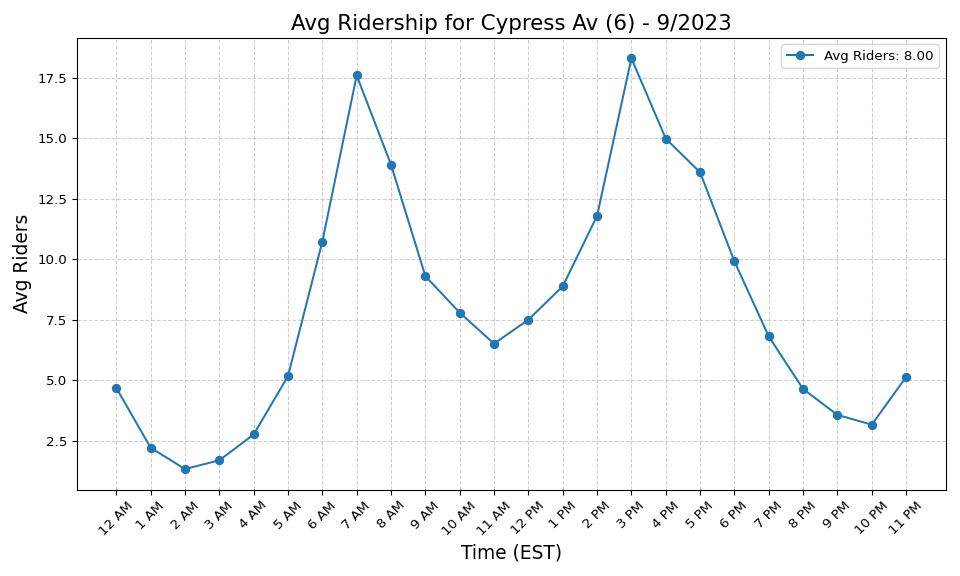 Avg Ridership for Cypress Av (6) - 9/2023
Avg Riders: 8.00
Avg Riders
17.5
15.0
12.5
10.0
7.5
5.0
2.5
12 AM 1 AM 2 AM 3 AM 4 AM 5 AM 6 AM 7 AM 8 AM 9 AM 10 AM 11 AM 12 PM 1 PM 2 PM 3 PM 4 PM 5 PM 6 PM 7 PM 8 PM 9 PM 10 PM 11 PM
Time (EST)